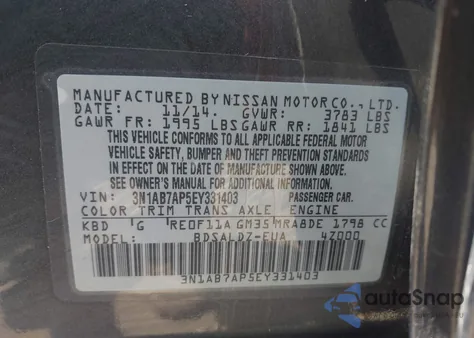 MANUFACTURED BY NISSAN MOTOR CO., LTD.
DATE: 11/14. GVWR: 3783 LBS
GAWR FR: 1995 LBS GAWR RR: 1841 LBS
THIS VEHICLE CONFORMS TO ALL APPLICABLE FEDERAL MOTOR
VEHICLE SAFETY, BUMPER AND THEFT PREVENTION STANDARDS
IN EFFECT ON THE DATE OF MANUFACTURE SHOWN ABOVE.
SEE OWNER'S MANUAL FOR ADDITIONAL INFORMATION.
VIN: 3N1AB7AP5EY331403 PASSENGER CAR.
COLOR TRIM TRANS AXLE ENGINE
KBD G RE0F11A GM35 MRA8DE 1798 CC
MODEL: BDSALDZ-EUA 4Z000
3N1AB7AP5EY331403
autoSnap